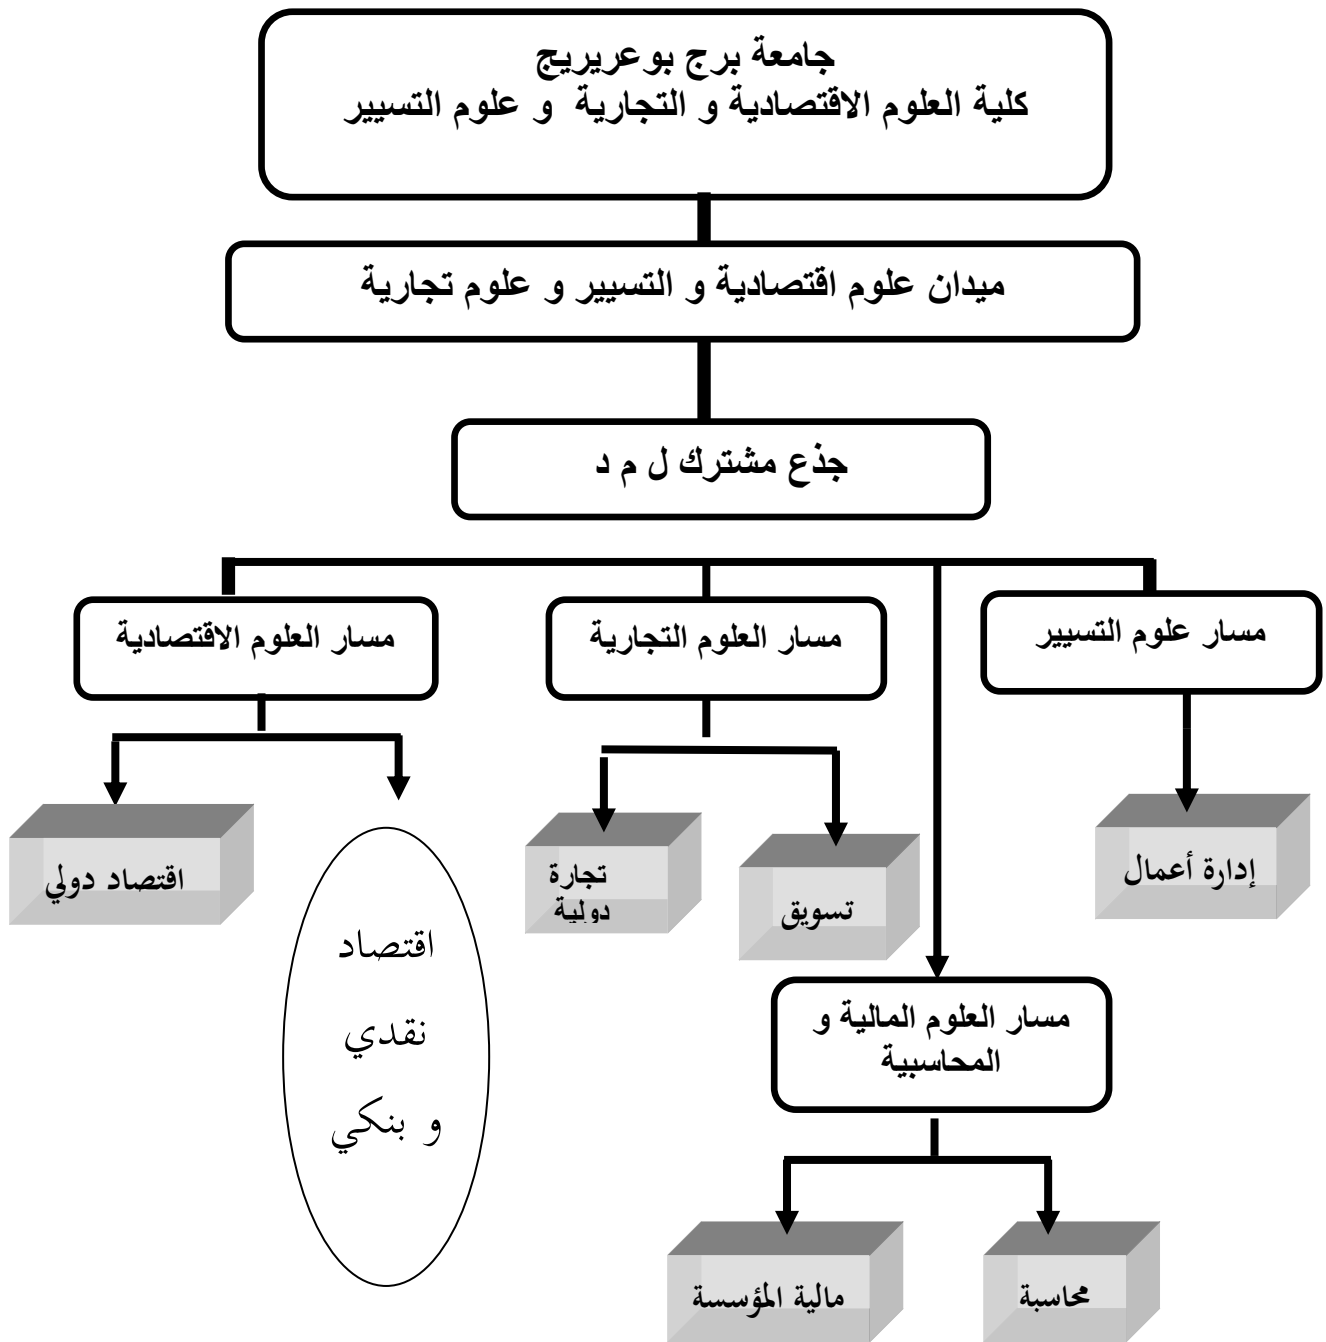 جامعة برج بوعريريج
كلية العلوم الاقتصادية و التجارية و علوم التسيير
ميدان علوم اقتصادية و التسيير و علوم تجارية
جذع مشترك ل م د
مسار علوم التسيير
مسار العلوم التجارية
مسار العلوم الاقتصادية
إدارة أعمال
تسويق
تجارة
دولية
اقتصاد دولي
اقتصاد
نقدي
و بنكي
مسار العلوم المالية و
المحاسبية
محاسبة
مالية المؤسسة